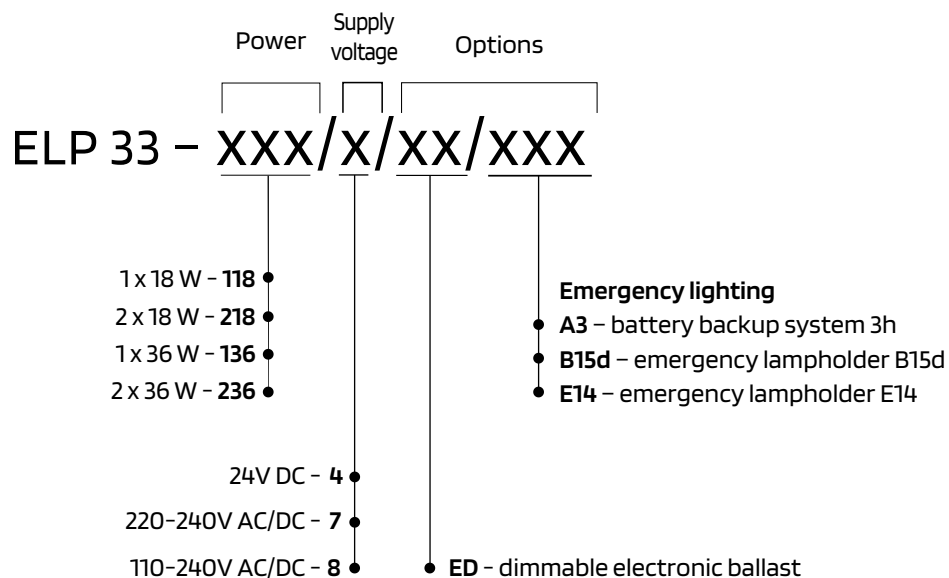 Power
Supply
voltage
Options
ELP 33 – xxx/x/xx/xxx
1 x 18 W – 118
2 x 18 W – 218
1 x 36 W – 136
2 x 36 W – 236
Emergency lighting
A3 – battery backup system 3h
B15d – emergency lampholder B15d
E14 – emergency lampholder E14
24V DC – 4
220-240V AC/DC – 7
110-240V AC/DC – 8
ED – dimmable electronic ballast